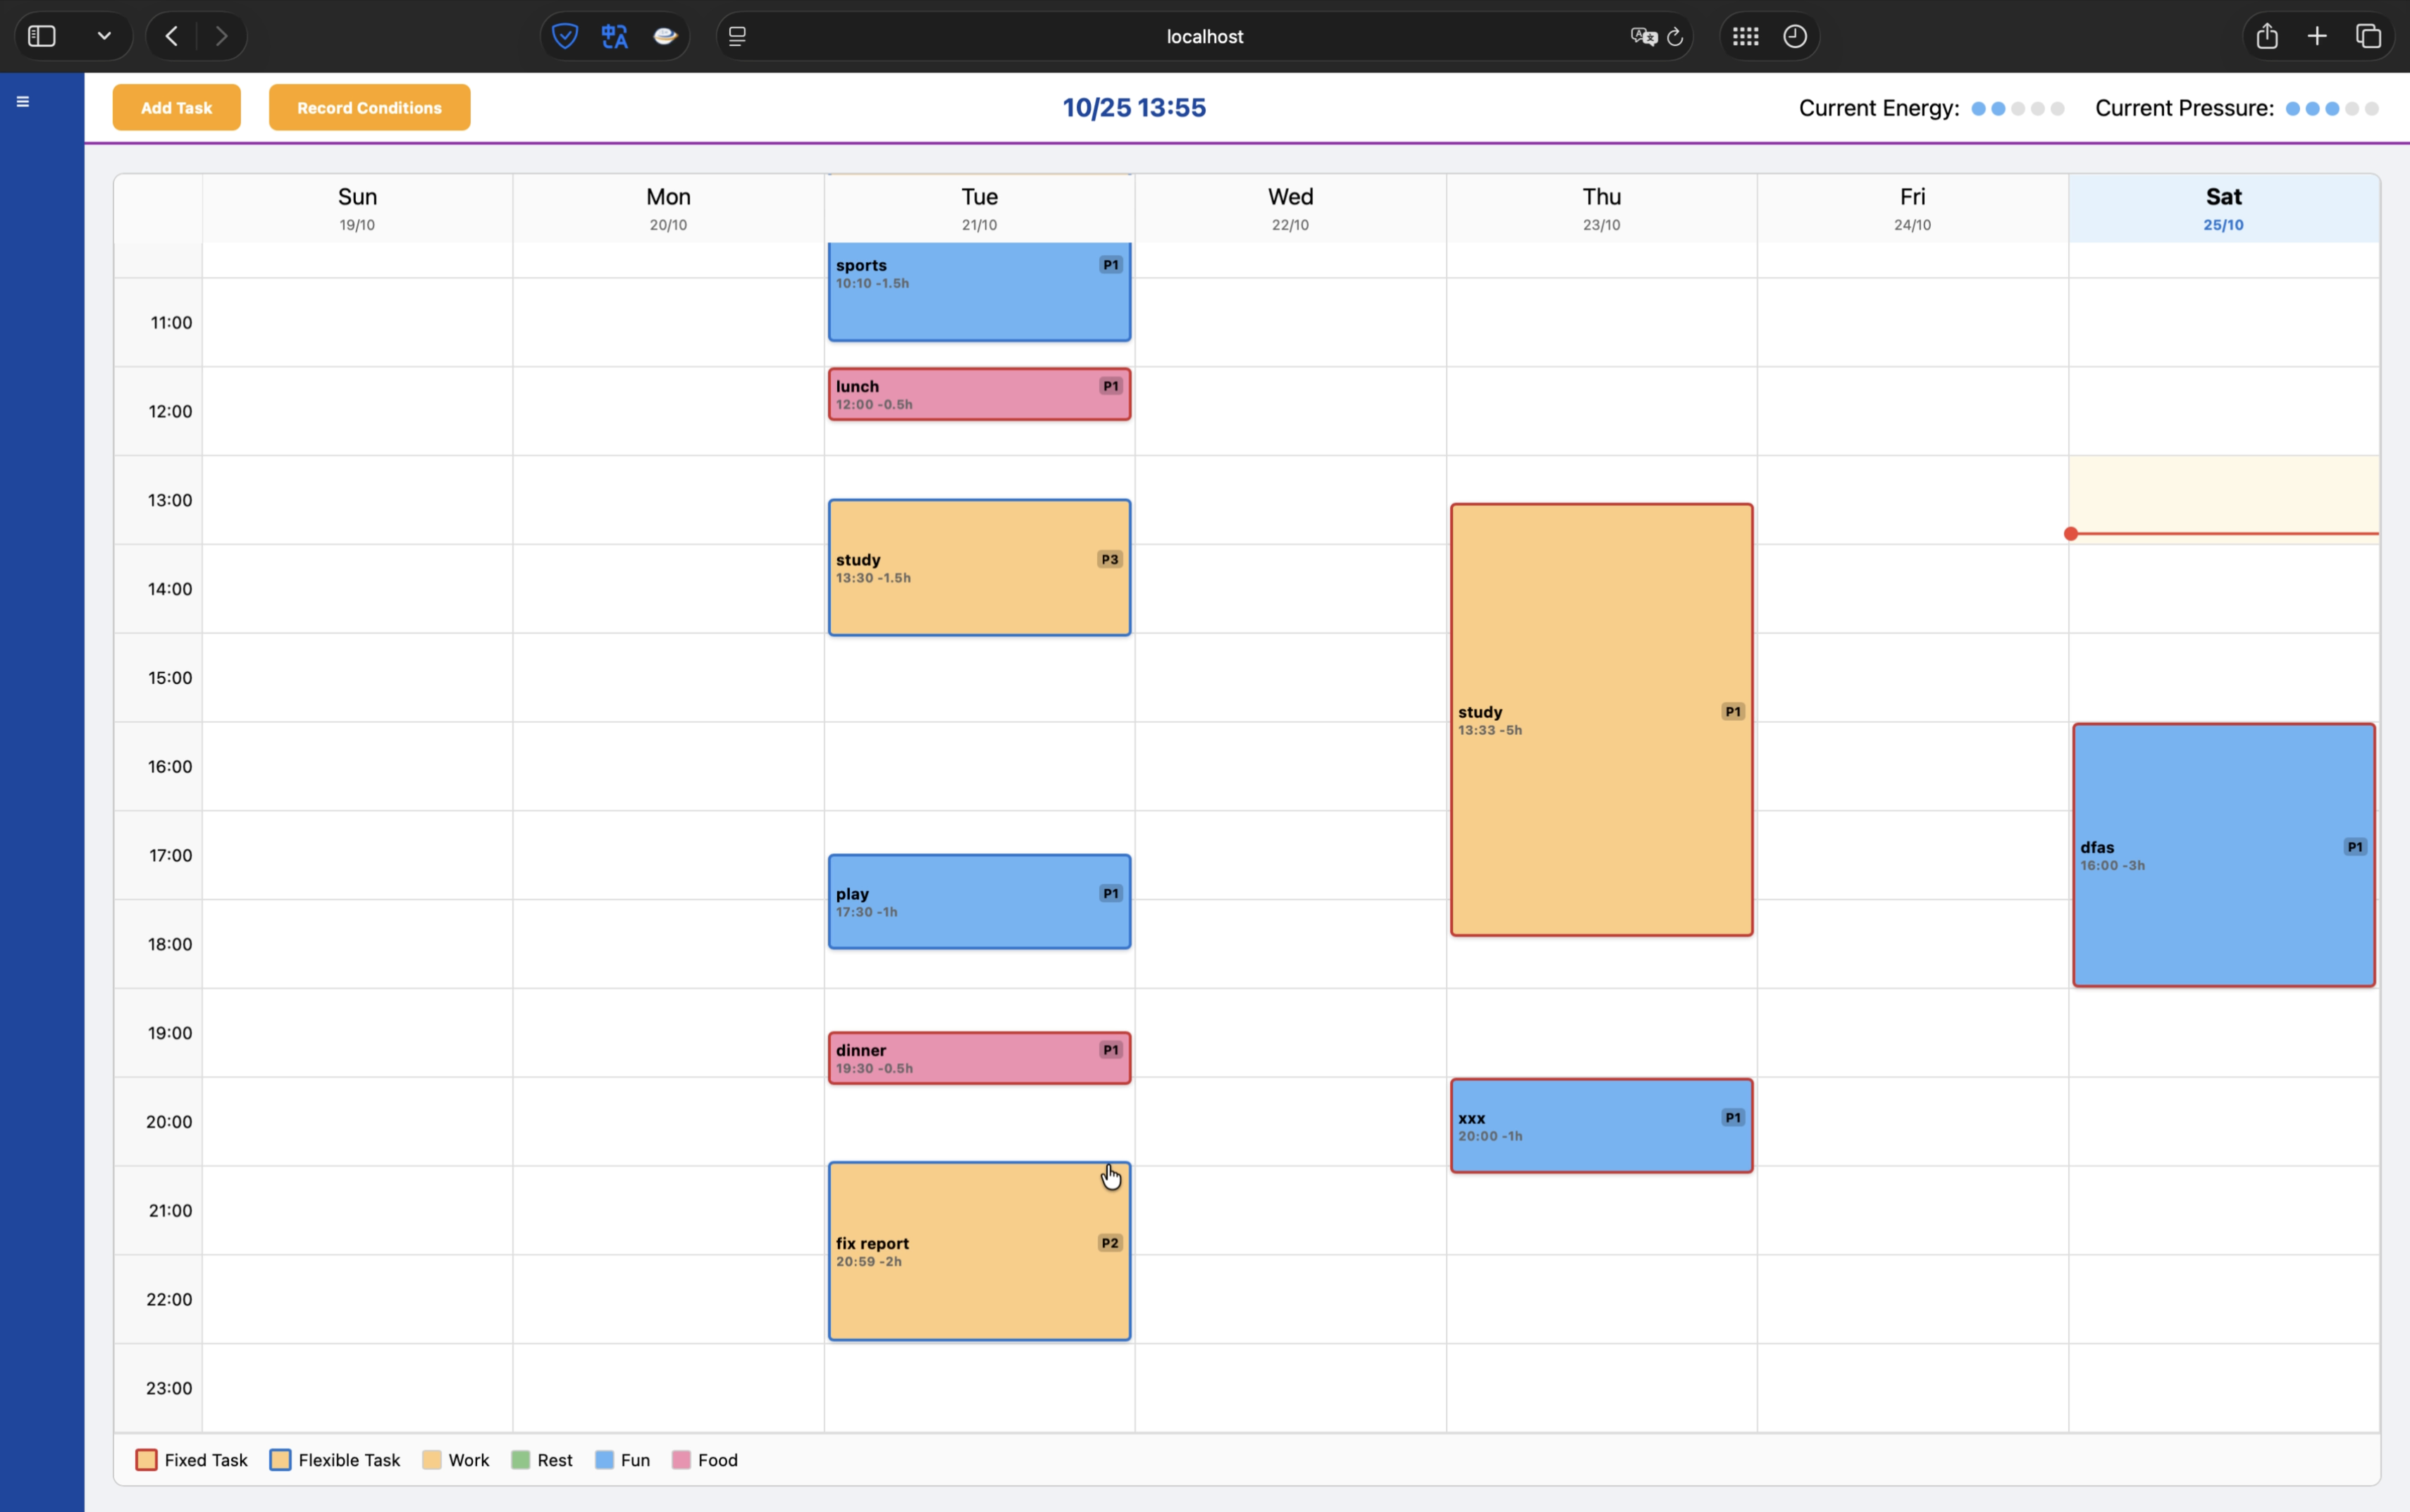 localhost
Add Task
Record Conditions
10/25 13:55
Current Energy:
Current Pressure:
Sun
19/10
Mon
20/10
Tue
21/10
Wed
22/10
Thu
23/10
Fri
24/10
Sat
25/10
11:00
12:00
13:00
14:00
15:00
16:00
17:00
18:00
19:00
20:00
21:00
22:00
23:00
sports P1
10:10 -1.5h
lunch P1
12:00 -0.5h
study P3
13:30 -1.5h
play P1
17:30 -1h
dinner P1
19:30 -0.5h
fix report P2
20:59 -2h
study P1
13:33 -5h
xxx P1
20:00 -1h
dfas P1
16:00 -3h
Fixed Task
Flexible Task
Work
Rest
Fun
Food